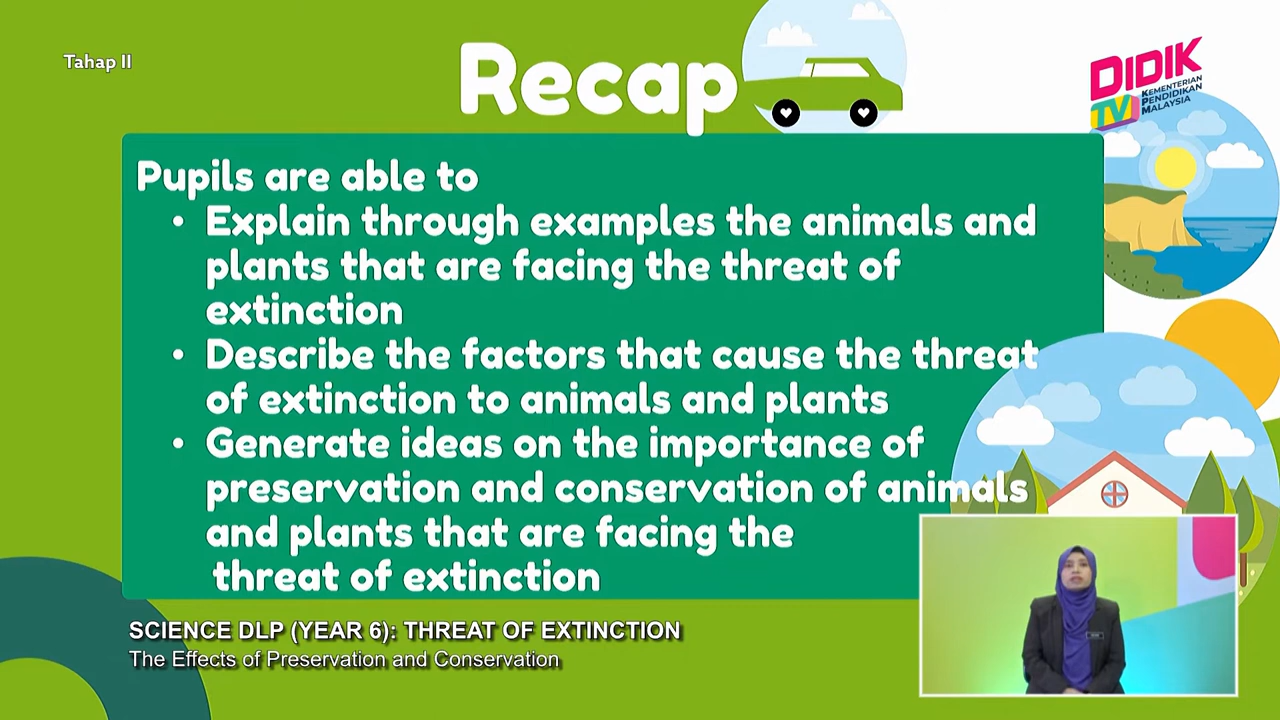 Tahap II
Recap
DIDIK
TV
KEMENTERIAN
PENDIDIKAN
MALAYSIA
Pupils are able to
• Explain through examples the animals and
plants that are facing the threat of
extinction
• Describe the factors that cause the threat
of extinction to animals and plants
• Generate ideas on the importance of
preservation and conservation of animals
and plants that are facing the
threat of extinction
SCIENCE DLP (YEAR 6): THREAT OF EXTINCTION
The Effects of Preservation and Conservation